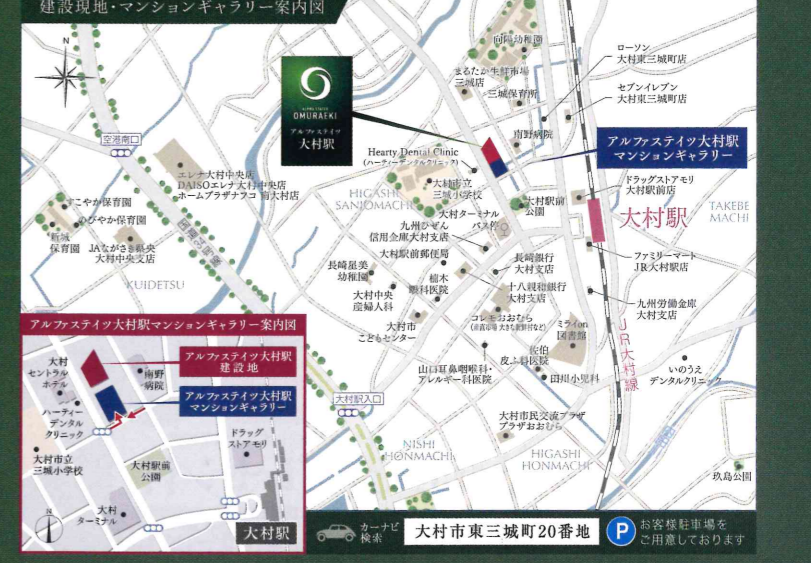 建設現地・マンションギャラリー案内図
N
向陽幼稚園
ローソン
大村東三城町店
まるたか生鮮市場
三城店
三城保育所
セブンイレブン
大村東三城町店
ALPHA STATES
OMURAEKI
アルファステイツ
大村駅
南野病院
アルファステイツ大村駅
マンションギャラリー
空港南口
Hearty Dental Clinic
(ハーティーデンタルクリニック)
エレナ大村中央店
DAISOエレナ大村中央店
ホームプラザナフコ 南大村店
大村市立
三城小学校
ドラッグストアモリ
大村駅前店
HIGASHI
SANJOMACHI
大村駅前
公園
大村駅
TAKEBE
MACHI
すこやか保育園
のびやか保育園
新城
保育園
JAながさき県央
大村中央支店
大村ターミナル
バス停
九州ひぜん
信用金庫大村支店
大村駅前郵便局
長崎銀行
大村支店
ファミリーマート
JR大村駅店
長崎星美
幼稚園
楠木
眼科医院
十八親和銀行
大村支店
KUIDETSU
大村中央
産婦人科
九州労働金庫
大村支店
大村市
こどもセンター
コレモおおむら
ミライon
図書館
JR大村線
佐伯
皮ふ科医院
山口耳鼻咽喉科・
アレルギー科医院
田川小児科
いのうえ
デンタルクリニック
大村駅入口
大村市民交流プラザ
プラザおおむら
NISHI
HONMACHI
HIGASHI
HONMACHI
玖島公園
アルファステイツ大村駅マンションギャラリー案内図
大村
セントラル
ホテル
南野
病院
アルファステイツ大村駅
建設地
アルファステイツ大村駅
マンションギャラリー
ハーティー
デンタル
クリニック
ドラッグ
ストアモリ
大村市立
三城小学校
大村駅前
公園
大村
ターミナル
N
大村駅
カーナビ
検索
大村市東三城町20番地
P
お客様駐車場を
ご用意しております